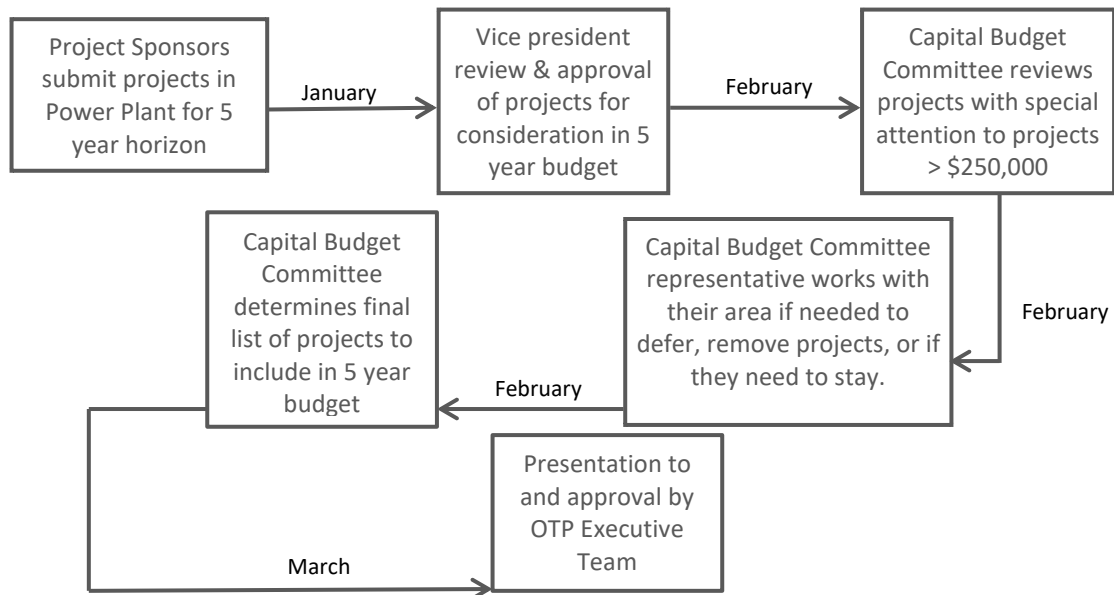 Project Sponsors
submit projects in
Power Plant for 5
year horizon
January
Vice president
review & approval
of projects for
consideration in 5
year budget
February
Capital Budget
Committee reviews
projects with special
attention to projects
> $250,000
February
Capital Budget Committee
representative works with
their area if needed to
defer, remove projects, or if
they need to stay.
February
Capital Budget
Committee
determines final
list of projects to
include in 5 year
budget
March
Presentation to
and approval by
OTP Executive
Team